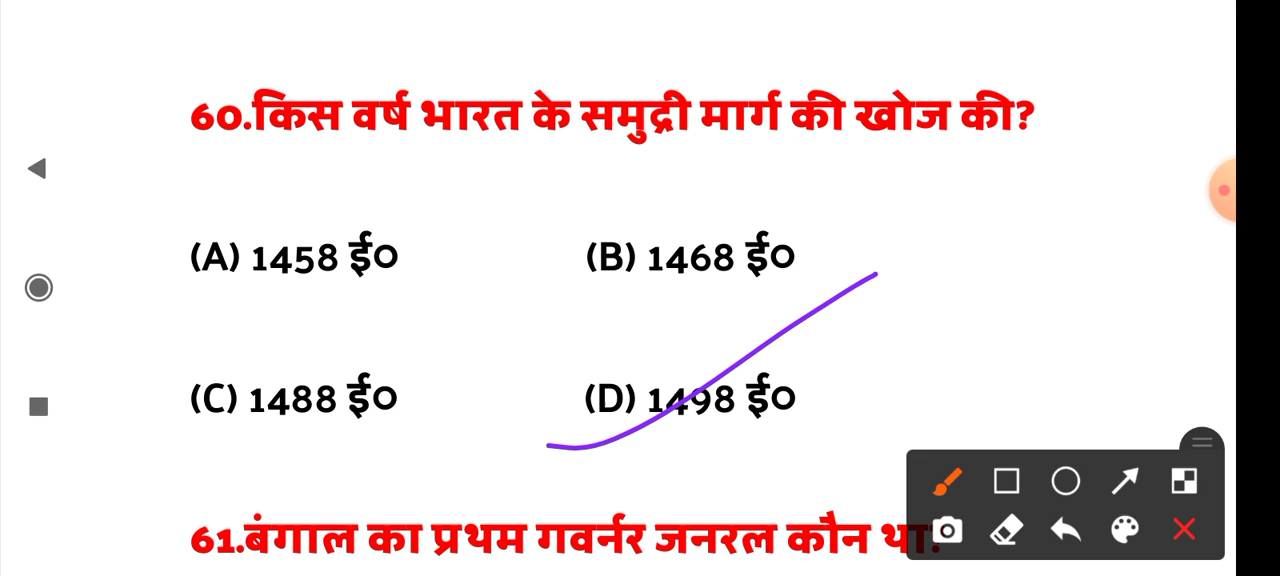 60.किस वर्ष भारत के समुद्री मार्ग की खोज की?
(A) 1458 ई० (B) 1468 ई०
(C) 1488 ई० (D) 1498 ई०
61.बंगाल का प्रथम गवर्नर जनरल कौन था?